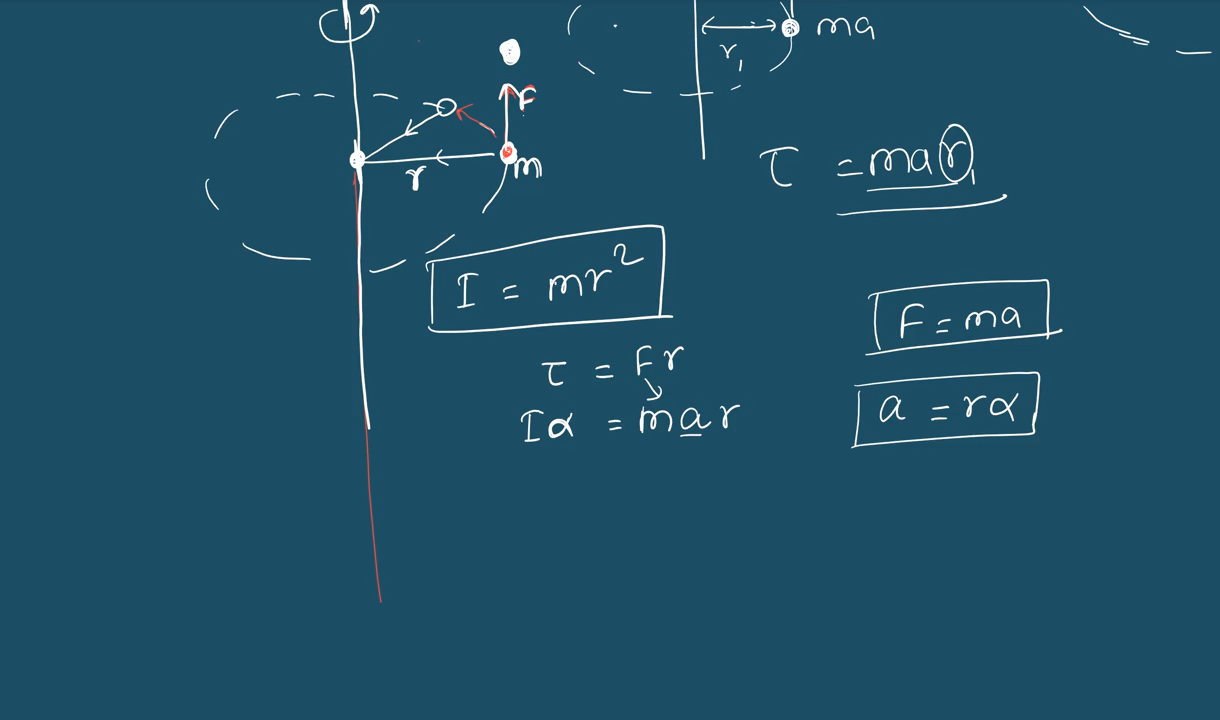 ma
r₁
F
m
r
τ = mar₁
I = mr²
F = ma
τ = Fr
a = rα
Iα = mar